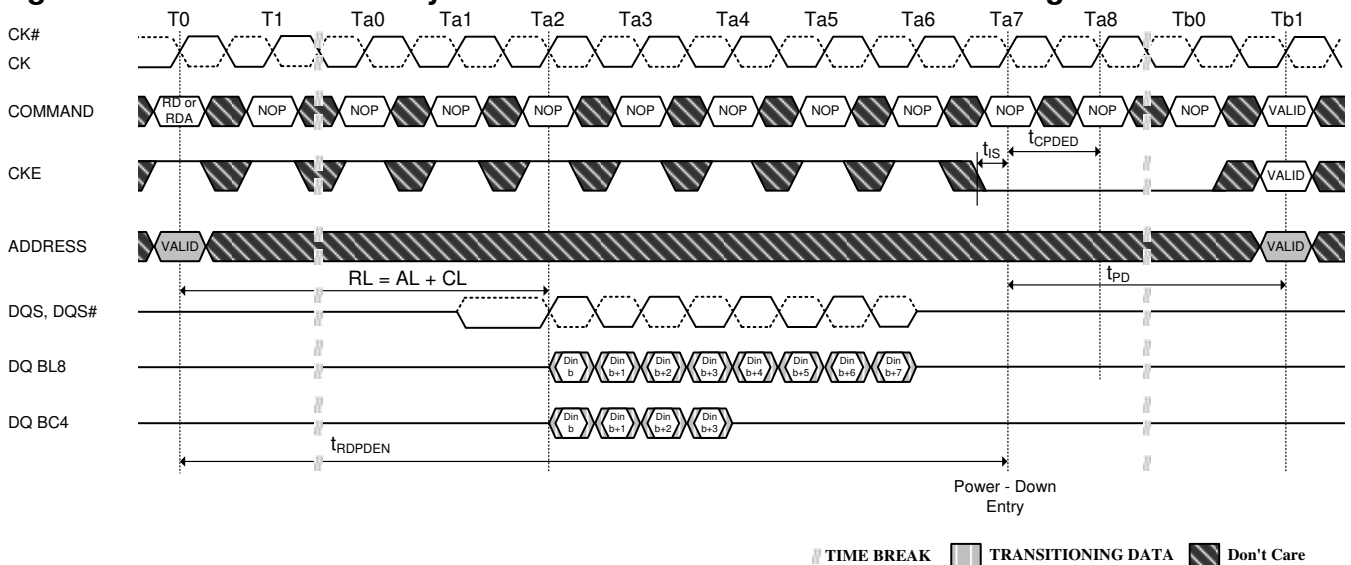 T0 T1 Ta0 Ta1 Ta2 Ta3 Ta4 Ta5 Ta6 Ta7 Ta8 Tb0 Tb1
CK#
CK
COMMAND RD or RDA NOP NOP NOP NOP NOP NOP NOP NOP NOP NOP NOP VALID
tIS tCPDED
CKE VALID
ADDRESS VALID VALID
RL = AL + CL tPD
DQS, DQS#
DQ BL8 Din b Din b+1 Din b+2 Din b+3 Din b+4 Din b+5 Din b+6 Din b+7
DQ BC4 Din b Din b+1 Din b+2 Din b+3
tRDPDEN
Power - Down
Entry
TIME BREAK TRANSITIONING DATA Don't Care